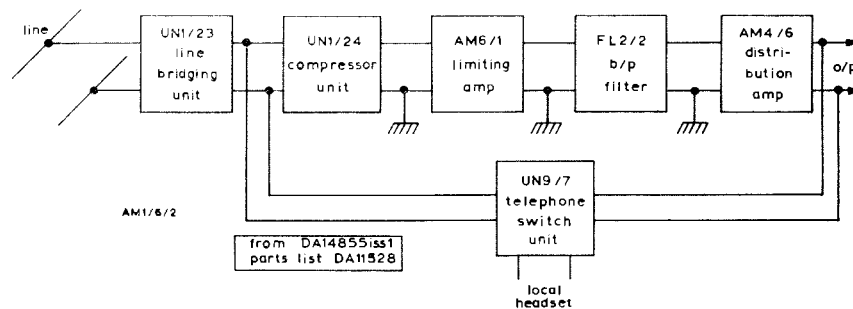 line
UN1/23
line
bridging
unit
UN1/24
compressor
unit
AM6/1
limiting
amp
FL2/2
b/p
filter
AM4/6
distri-
bution
amp
o/p
UN9/7
telephone
switch
unit
AM1/6/2
from DA14855iss1
parts list DA11528
local
headset